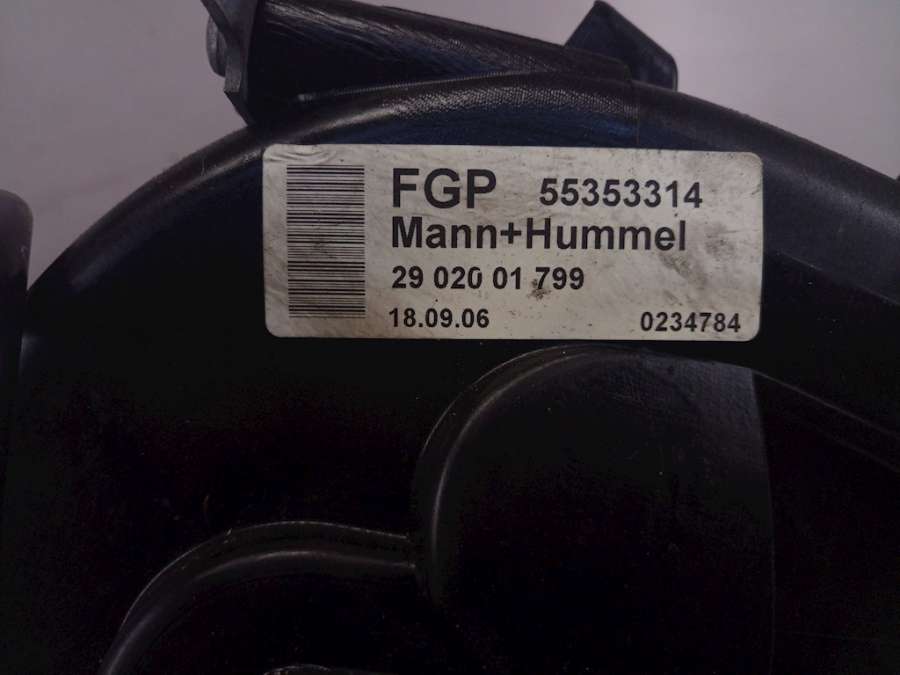 FGP 55353314
Mann+Hummel
29 020 01 799
18.09.06 0234784